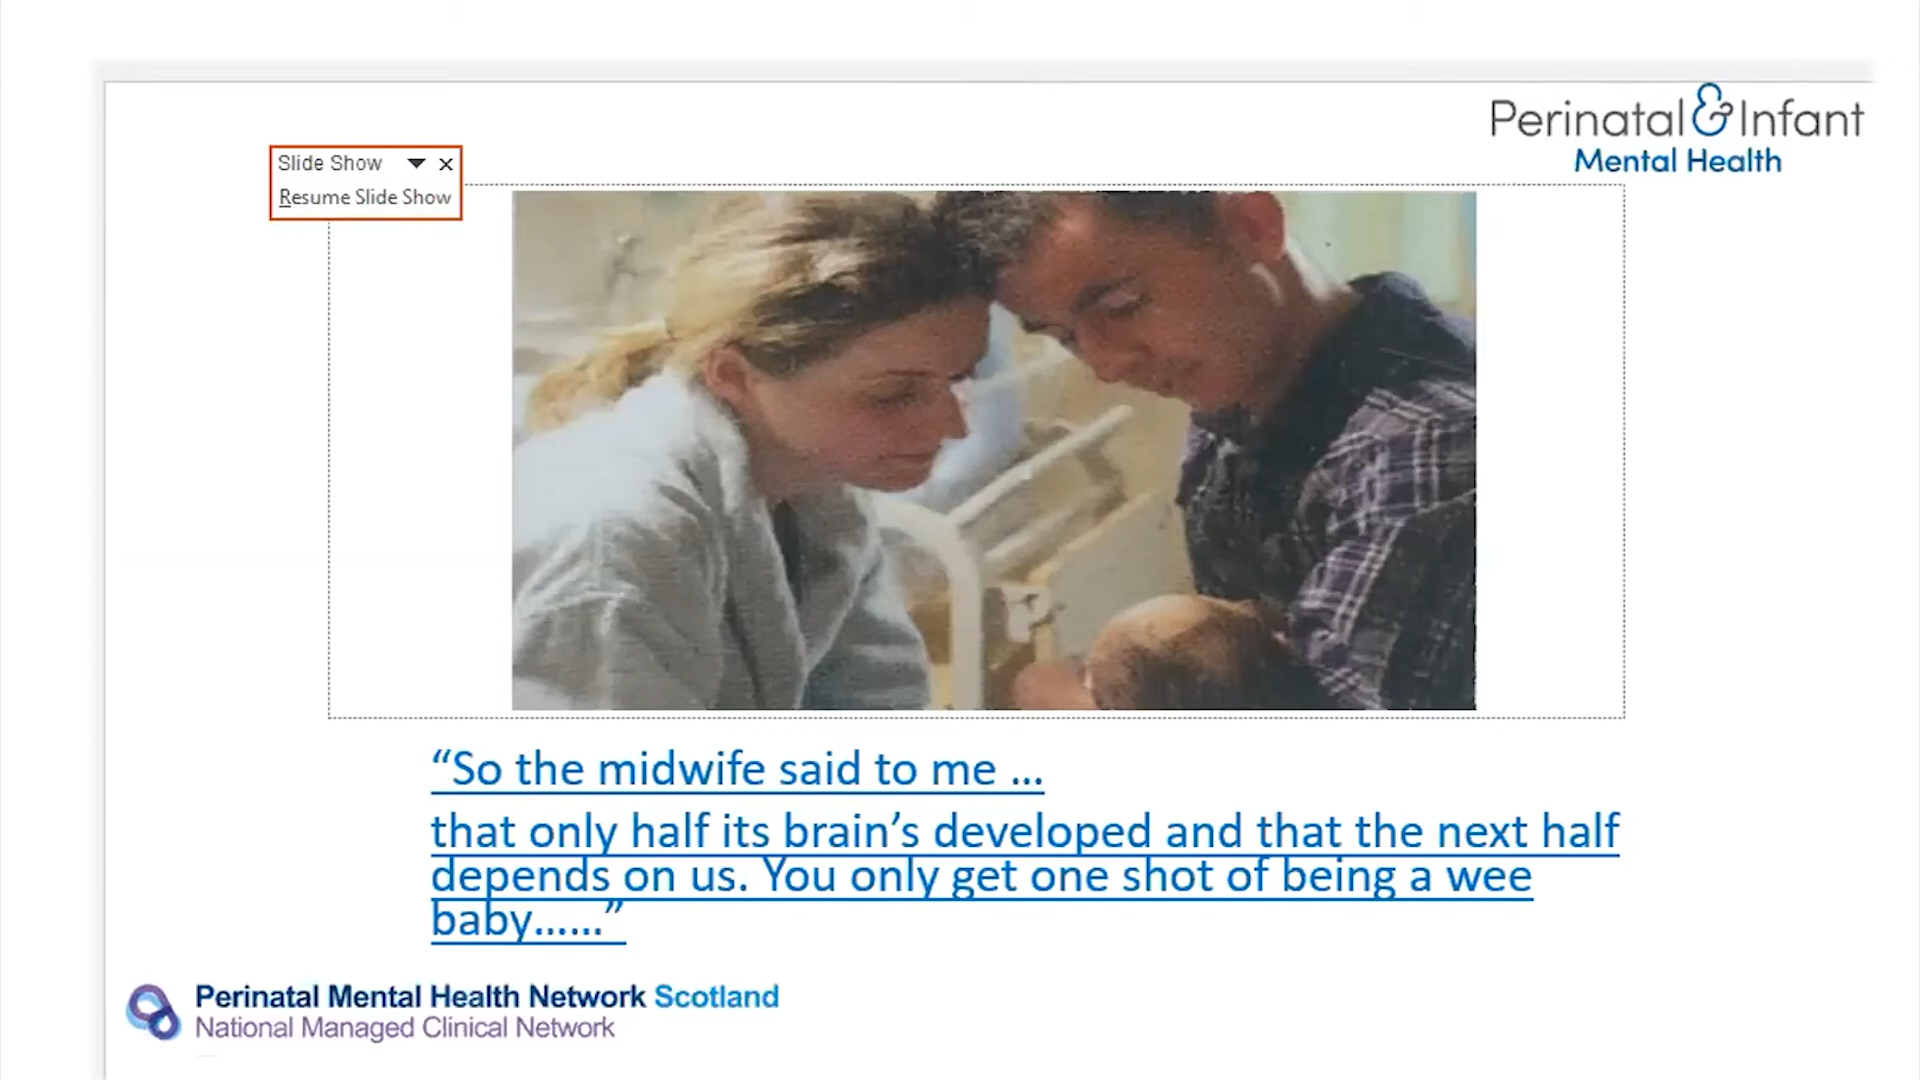 Perinatal & Infant
Mental Health
Slide Show
Resume Slide Show
“So the midwife said to me ...
that only half its brain’s developed and that the next half
depends on us. You only get one shot of being a wee
baby……”
Perinatal Mental Health Network Scotland
National Managed Clinical Network